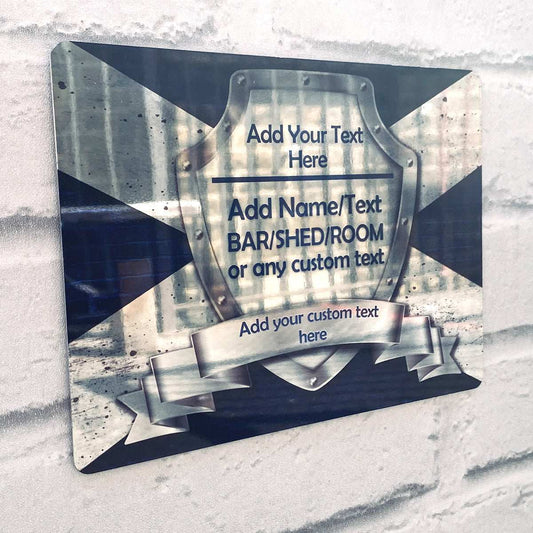 Add Your Text
Here
Add Name/Text
BAR/SHED/ROOM
or any custom text
Add your custom text
here